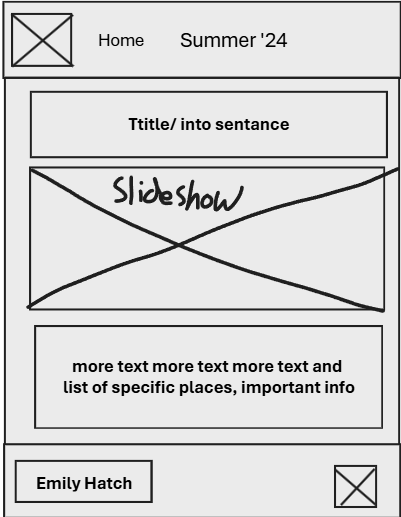 Home Summer '24
Ttitle/ into sentance
Slideshow
more text more text more text and
list of specific places, important info
Emily Hatch